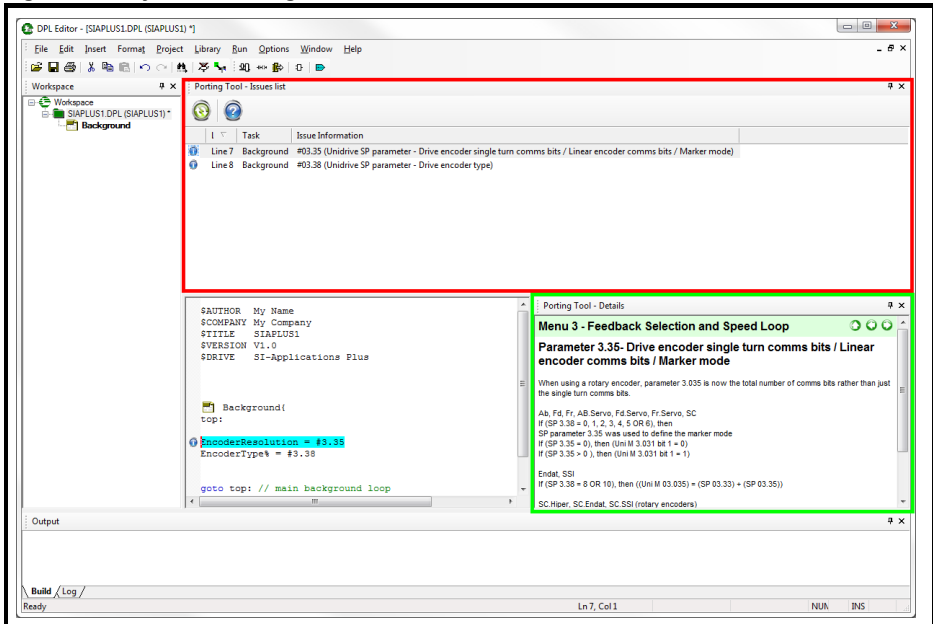 DPL Editor - [SIAPLUS1.DPL (SIAPLUS1) *]
File Edit Insert Format Project Library Run Options Window Help
Workspace
Workspace
SIAPLUS1.DPL (SIAPLUS1) *
Background
Porting Tool - Issues list
l Task Issue Information
Line 7 Background #03.35 (Unidrive SP parameter - Drive encoder single turn comms bits / Linear encoder comms bits / Marker mode)
Line 8 Background #03.38 (Unidrive SP parameter - Drive encoder type)
$AUTHOR My Name
$COMPANY My Company
$TITLE SIAPLUS1
$VERSION V1.0
$DRIVE SI-Applications Plus
Background{
top:
EncoderResolution = #3.35
EncoderType% = #3.38
goto top: // main background loop
Porting Tool - Details
Menu 3 - Feedback Selection and Speed Loop
Parameter 3.35- Drive encoder single turn comms bits / Linear
encoder comms bits / Marker mode
When using a rotary encoder, parameter 3.035 is now the total number of comms bits rather than just
the single turn comms bits.
Ab, Fd, Fr, AB.Servo, Fd.Servo, Fr.Servo, SC
If (SP 3.38 = 0, 1, 2, 3, 4, 5 OR 6), then
SP parameter 3.35 was used to define the marker mode
If (SP 3.35 = 0), then (Uni M 3.031 bit 1 = 0)
If (SP 3.35 > 0 ), then (Uni M 3.031 bit 1 = 1)
Endat, SSI
If (SP 3.38 = 8 OR 10), then ((Uni M 03.035) = (SP 03.33) + (SP 03.35))
SC.Hiper, SC.Endat, SC.SSI (rotary encoders)
Output
Build Log
Ready Ln 7, Col 1 NUM INS